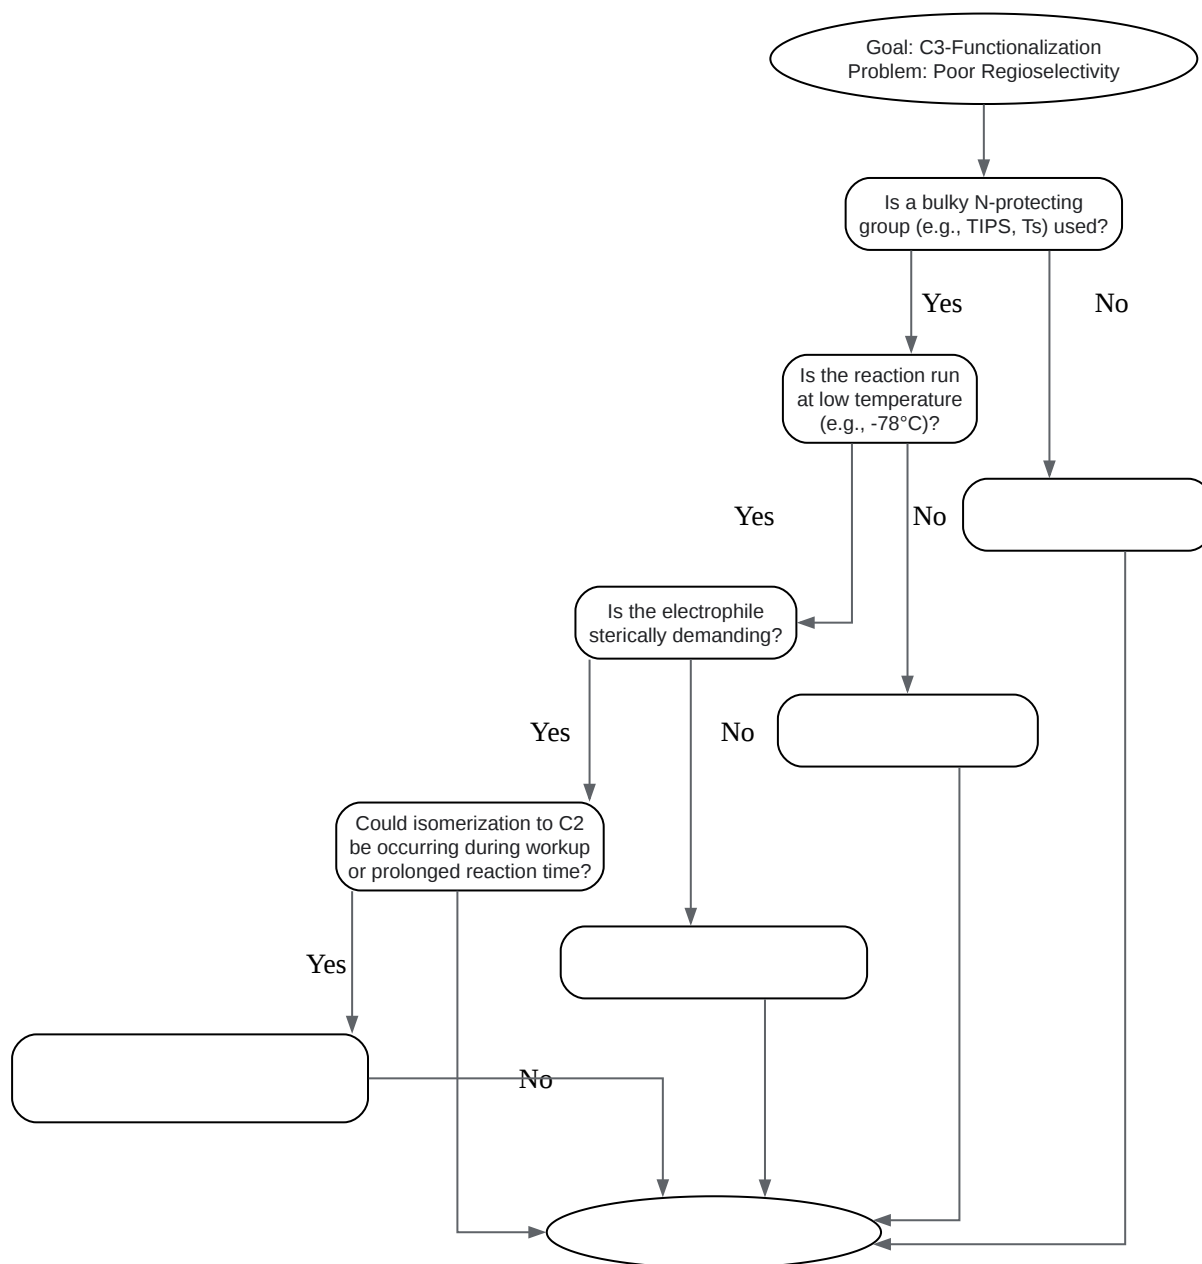 Goal: C3-Functionalization
Problem: Poor Regioselectivity
Is a bulky N-protecting
group (e.g., TIPS, Ts) used?
Yes
No
Is the reaction run
at low temperature
(e.g., -78°C)?
Yes
No
Is the electrophile
sterically demanding?
Yes
No
Could isomerization to C2
be occurring during workup
or prolonged reaction time?
Yes
No